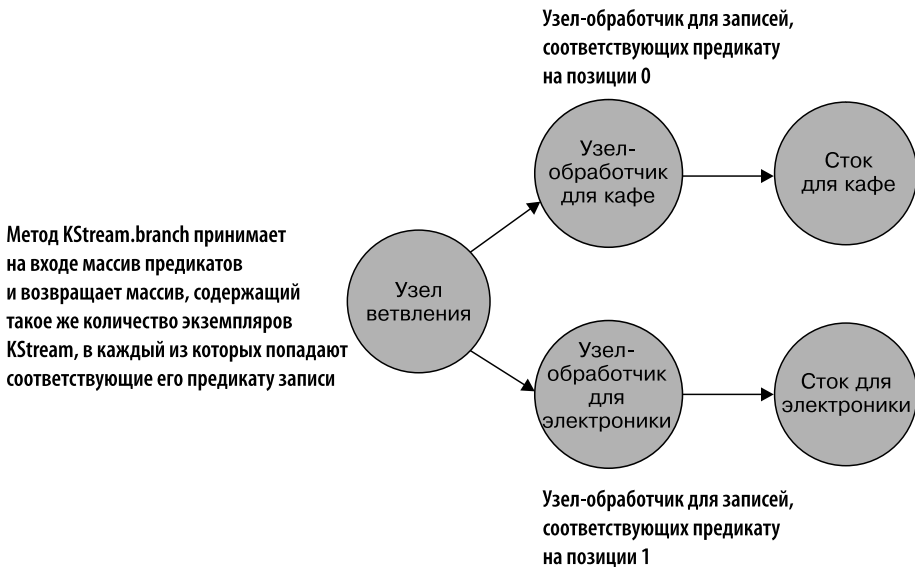 Узел-обработчик для записей,
соответствующих предикату
на позиции 0
Узел-
обработчик
для кафе
Сток
для кафе
Метод KStream.branch принимает
на входе массив предикатов
и возвращает массив, содержащий
такое же количество экземпляров
KStream, в каждый из которых попадают
соответствующие его предикату записи
Узел
ветвления
Узел-
обработчик
для
электроники
Сток для
электроники
Узел-обработчик для записей,
соответствующих предикату
на позиции 1